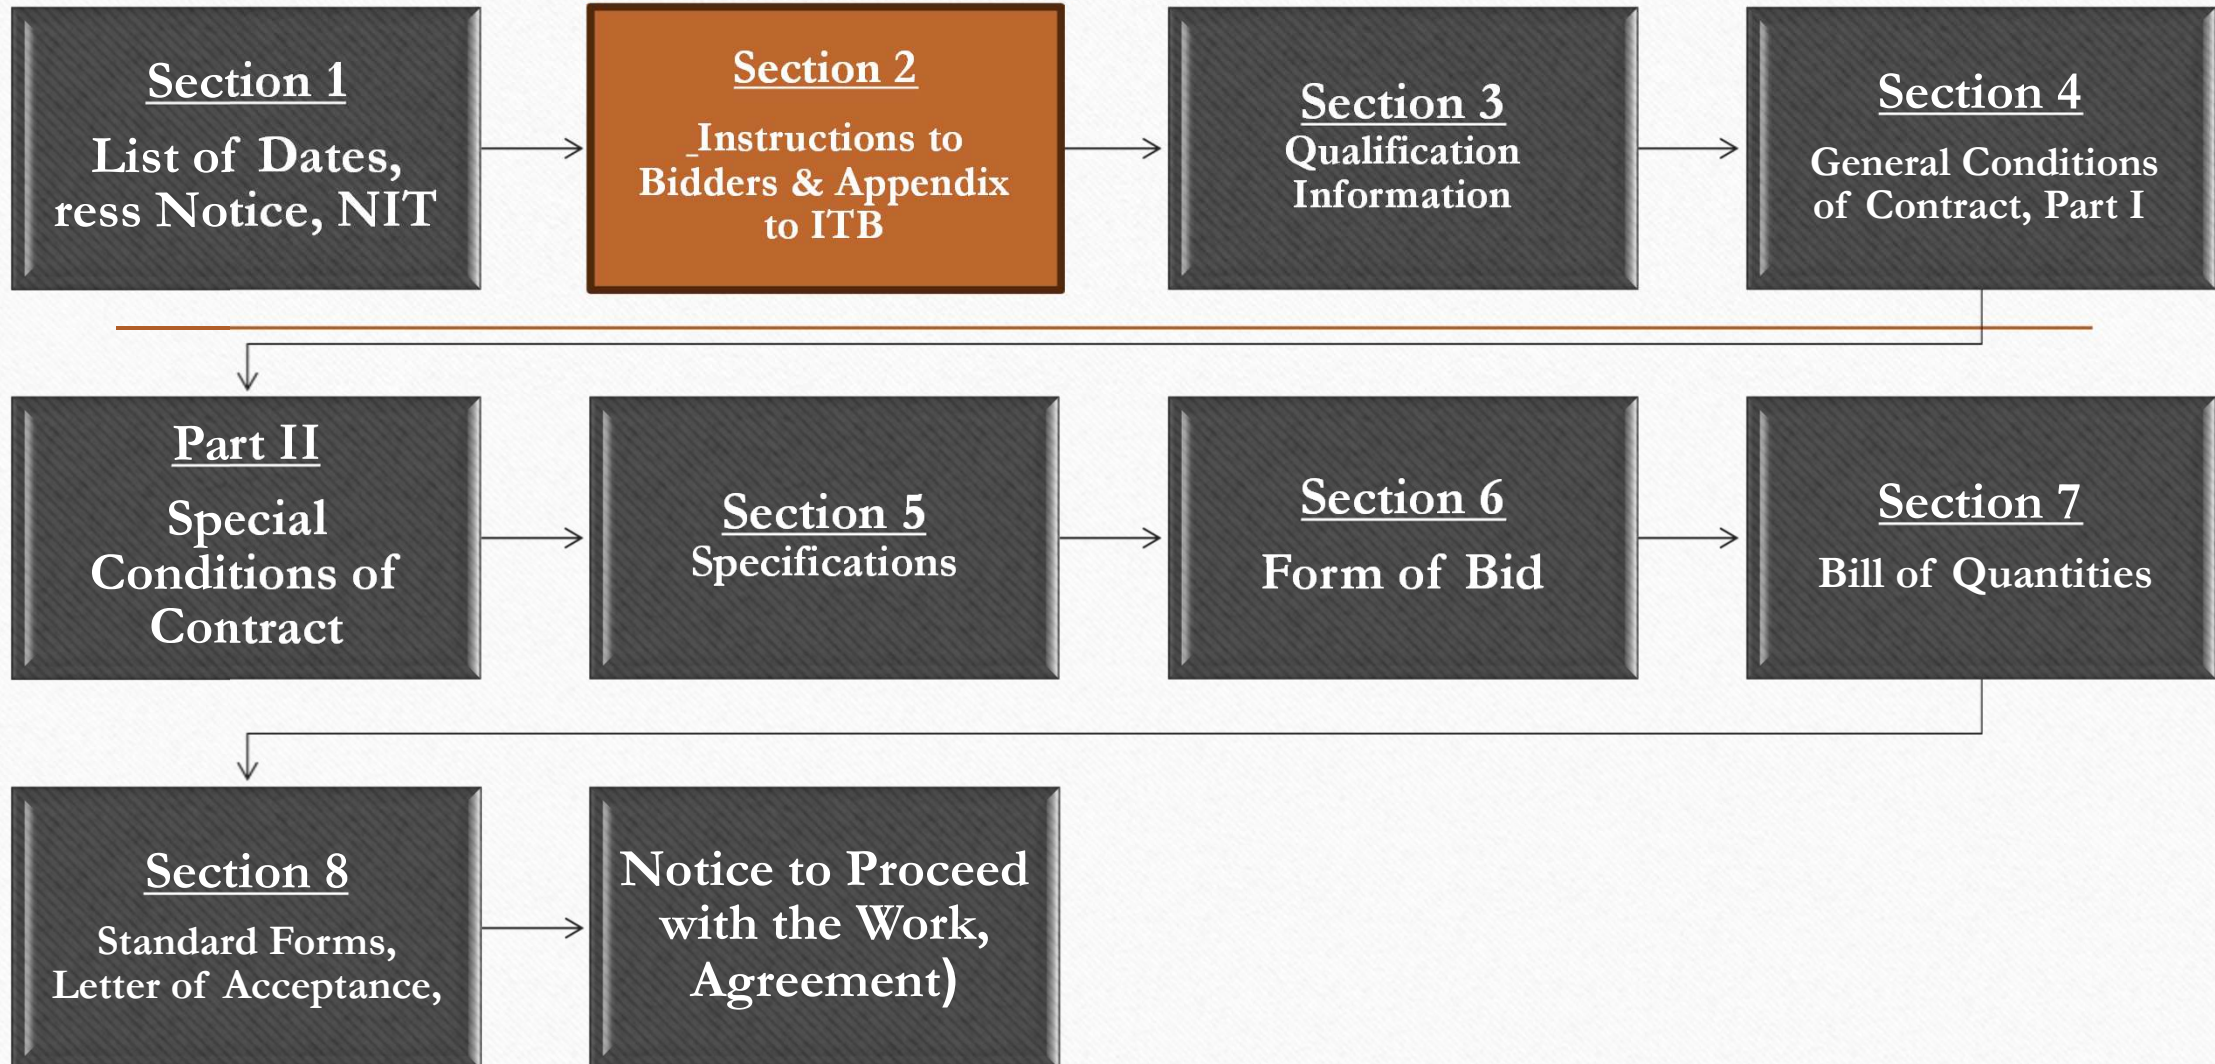 Section 1
List of Dates,
ress Notice, NIT
Section 2
Instructions to
Bidders & Appendix
to ITB
Section 3
Qualification
Information
Section 4
General Conditions
of Contract, Part I
Part II
Special
Conditions of
Contract
Section 5
Specifications
Section 6
Form of Bid
Section 7
Bill of Quantities
Section 8
Standard Forms,
Letter of Acceptance,
Notice to Proceed
with the Work,
Agreement)